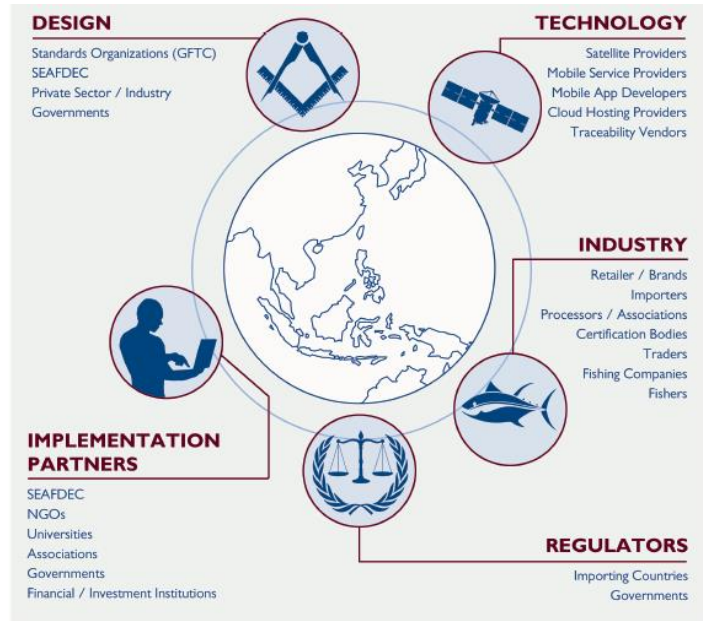 DESIGN
Standards Organizations (GFTC)
SEAFDEC
Private Sector / Industry
Governments
TECHNOLOGY
Satellite Providers
Mobile Service Providers
Mobile App Developers
Cloud Hosting Providers
Traceability Vendors
INDUSTRY
Retailer / Brands
Importers
Processors / Associations
Certification Bodies
Traders
Fishing Companies
Fishers
IMPLEMENTATION
PARTNERS
SEAFDEC
NGOs
Universities
Associations
Governments
Financial / Investment Institutions
REGULATORS
Importing Countries
Governments